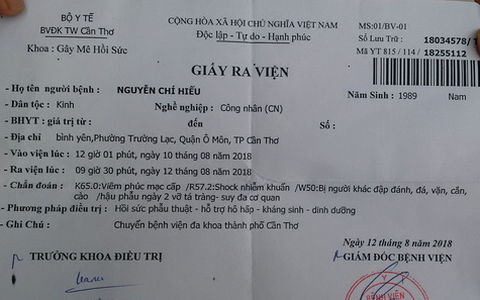 BỘ Y TẾ
BVĐK TW Cần Thơ
Khoa : Gây Mê Hồi Sức
CỘNG HÒA XÃ HỘI CHỦ NGHĨA VIỆT NAM
Độc lập - Tự do - Hạnh phúc
MS:01/BV-01
Số Lưu Trữ : 18034578/1
Mã YT 815 / 114 / 18255112
GIẤY RA VIỆN
- Họ tên người bệnh : NGUYỄN CHÍ HIẾU Năm Sinh : 1989 Nam
- Dân tộc : Kinh Nghề nghiệp : Công nhân (CN)
- BHYT : giá trị từ : đến Số :
- Địa chỉ bình yên,Phường Trường Lạc, Quận Ô Môn, TP Cần Thơ
- Vào viện lúc : 12 giờ 01 phút, ngày 10 tháng 08 năm 2018
- Ra viện lúc : 09 giờ 30 phút, ngày 12 tháng 08 năm 2018
- Chẩn đoán : K65.0:Viêm phúc mạc cấp /R57.2:Shock nhiễm khuẩn /W50:Bị người khác đập đánh, đá, vặn, cắn,
cào /hậu phẫu ngày 2 vỡ tá tràng- suy đa cơ quan
- Phương pháp điều trị : Hồi sức phẫu thuật - hỗ trợ hô hấp - kháng sinh - dinh dưỡng
- Ghi Chú : Chuyển bệnh viện đa khoa thành phố Cần Thơ
Ngày 12 tháng 8 năm 2018
TRƯỞNG KHOA ĐIỀU TRỊ
GIÁM ĐỐC BỆNH VIỆN
BỆNH VIỆN